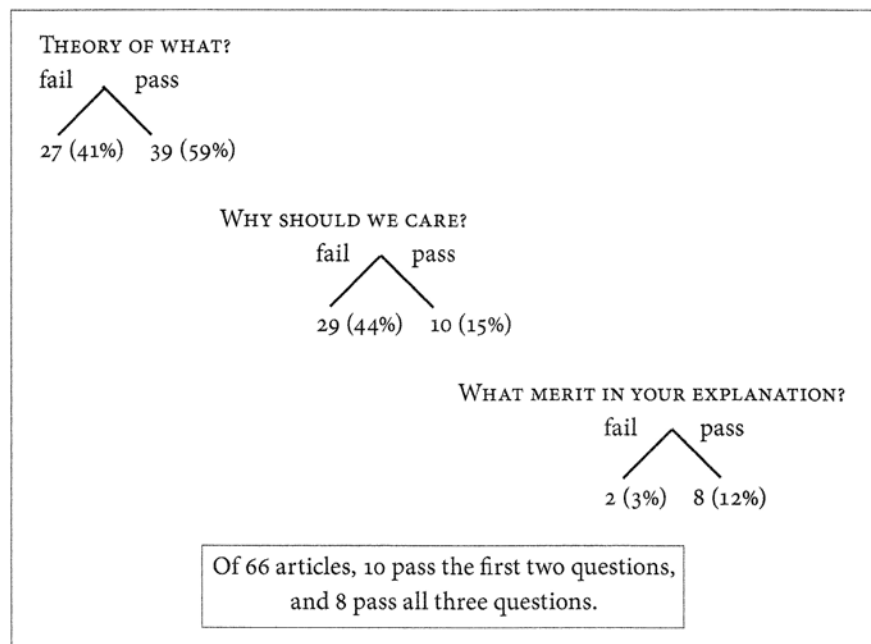 THEORY OF WHAT?
fail pass
27 (41%) 39 (59%)
WHY SHOULD WE CARE?
fail pass
29 (44%) 10 (15%)
WHAT MERIT IN YOUR EXPLANATION?
fail pass
2 (3%) 8 (12%)
Of 66 articles, 10 pass the first two questions,
and 8 pass all three questions.